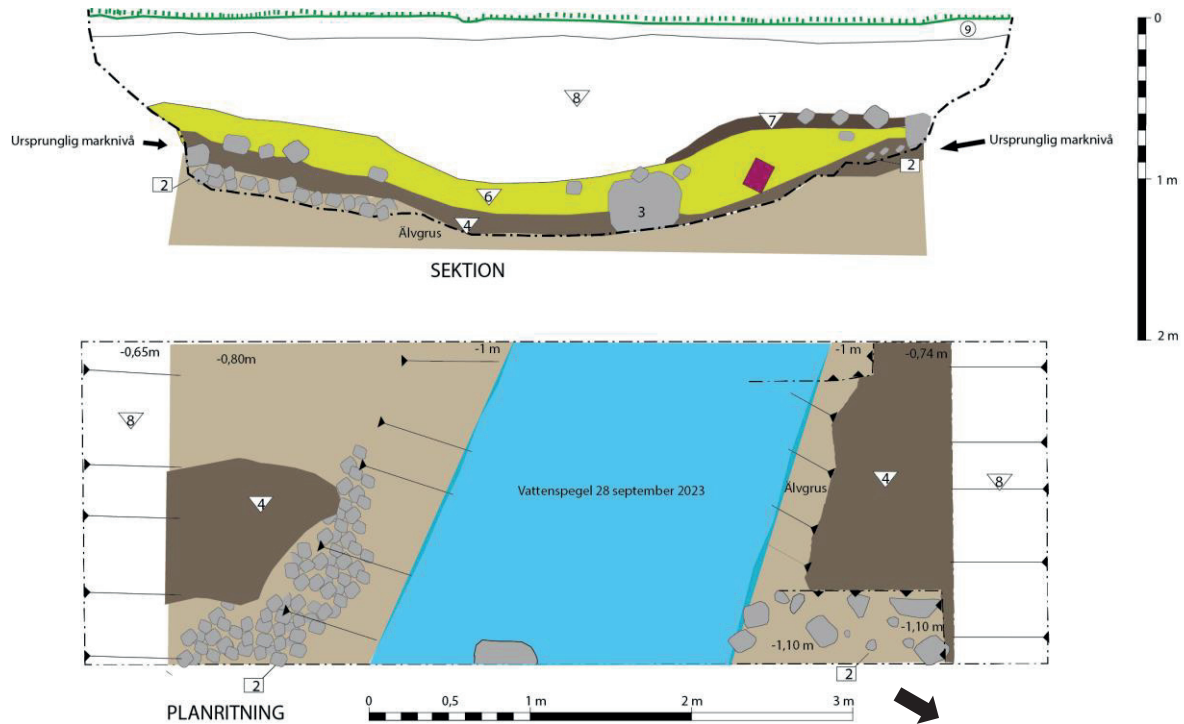 0
9
8
Ursprunglig marknivå
7
Ursprunglig marknivå
2
2
1 m
6
3
4
Älvgrus
SEKTION
2 m
-0,65m
-0,80m
-1 m
-1 m
-0,74 m
8
4
Vattenspegel 28 september 2023
Älvgrus
4
8
-1,10 m
-1,10 m
2
2
PLANRITNING
0
0,5
1 m
2 m
3 m